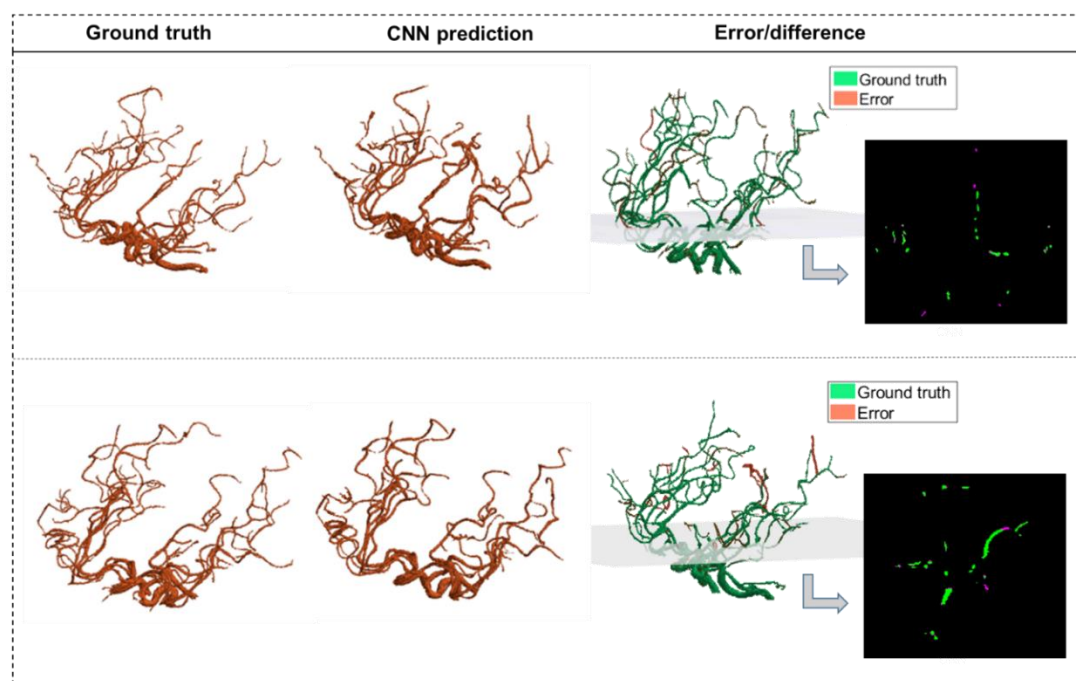 Ground truth
CNN prediction
Error/difference
Ground truth
Error
Ground truth
Error